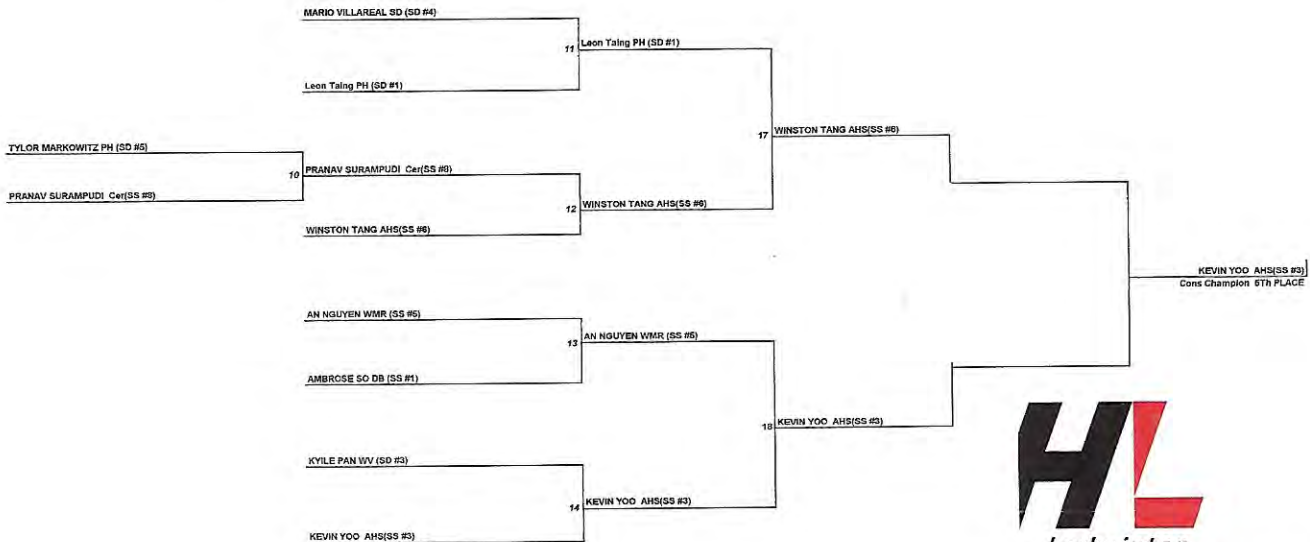 MARIO VILLAREAL SD (SD #4)
11
Leon Taing PH (SD #1)
Leon Taing PH (SD #1)
17
WINSTON TANG AHS(SS #6)
TYLOR MARKOWITZ PH (SD #5)
10
PRANAV SURAMPUDI Cer(SS #8)
PRANAV SURAMPUDI Cer(SS #8)
12
WINSTON TANG AHS(SS #6)
WINSTON TANG AHS(SS #6)
KEVIN YOO AHS(SS #3)
Cons Champion 5Th PLACE
AN NGUYEN WMR (SS #5)
13
AN NGUYEN WMR (SS #5)
AMBROSE SO DB (SS #1)
18
KEVIN YOO AHS(SS #3)
KYILE PAN WV (SD #3)
14
KEVIN YOO AHS(SS #3)
KEVIN YOO AHS(SS #3)
HL